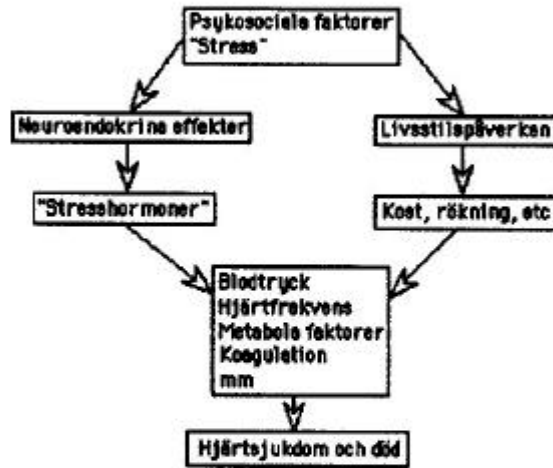 Psykosociala faktorer
"Stress"
Neuroendokrina effekter
Livsstilspåverkan
"Stresshormoner"
Kost, rökning, etc
Blodtryck
Hjärtfrekvens
Metabola faktorer
Koagulation
mm
Hjärtsjukdom och död